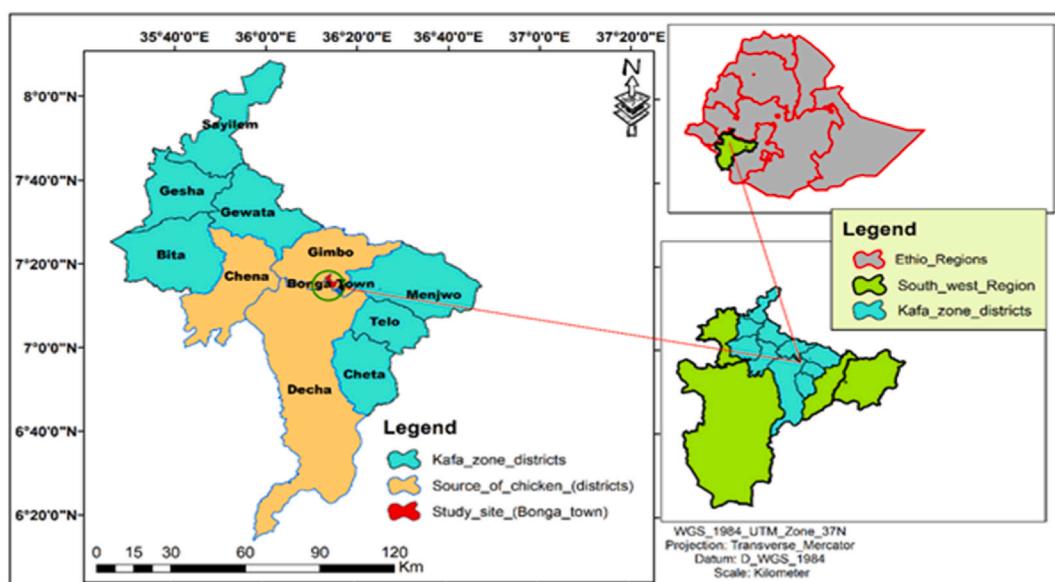 35°40'0"E 36°0'0"E 36°20'0"E 36°40'0"E 37°0'0"E 37°20'0"E
N
8°0'0"N
7°40'0"N
7°20'0"N
7°0'0"N
6°40'0"N
6°20'0"N
Sayilem
Gesha
Gewata
Bita
Gimbo
Chena
Bonga Town
Menjwo
Telo
Cheta
Decha
Legend
Kafa_zone_districts
Source_of_chicken_(districts)
Study_site_(Bonga_town)
0 15 30 60 90 120
Km
Legend
Ethio_Regions
South_west_Region
Kafa_zone_districts
WGS_1984_UTM_Zone_37N
Projection: Transverse_Mercator
Datum: D_WGS_1984
Scale: Kilometer